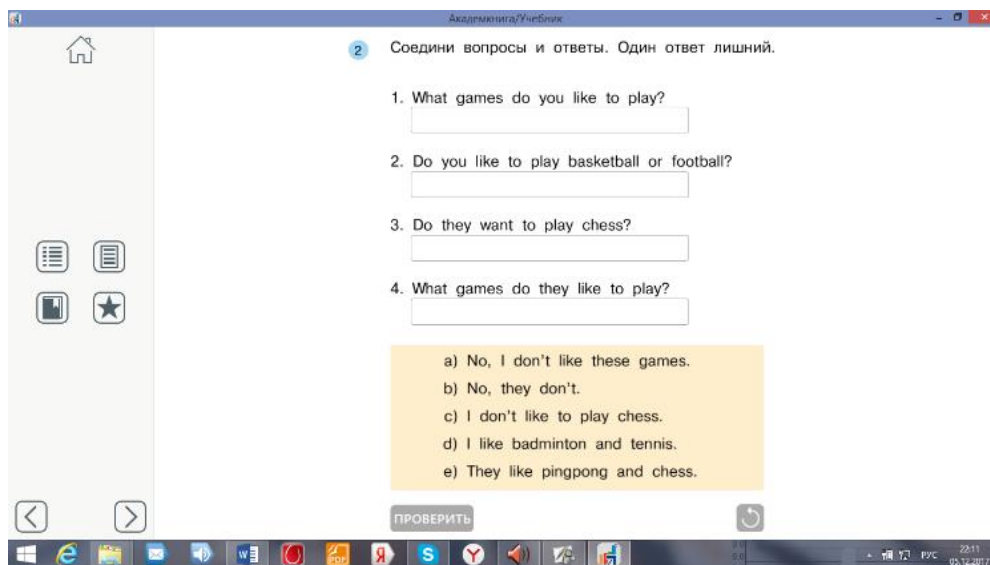 Академкнига/Учебник
2 Соедини вопросы и ответы. Один ответ лишний.
1. What games do you like to play?
2. Do you like to play basketball or football?
3. Do they want to play chess?
4. What games do they like to play?
a) No, I don't like these games.
b) No, they don't.
c) I don't like to play chess.
d) I like badminton and tennis.
e) They like pingpong and chess.
ПРОВЕРИТЬ
РУС
22:11
05.12.2017